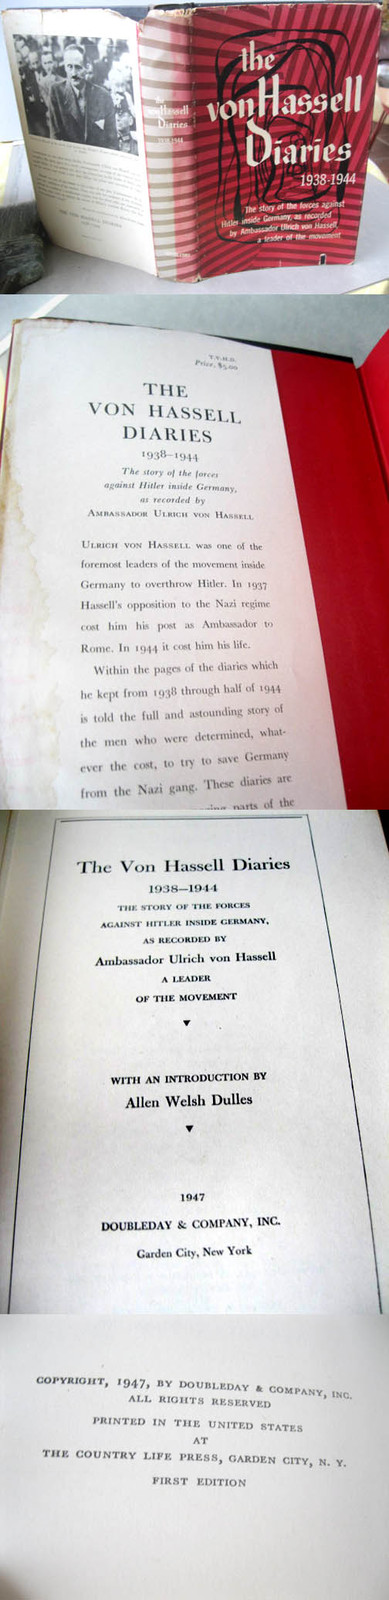 the
von Hassell
Diaries
1938-1944
The story of the forces against
Hitler inside Germany, as recorded
by Ambassador Ulrich von Hassell,
a leader of the movement
von Hassell
Diaries
1938-1944
T.V.H.D.
Price, $5.00
THE
VON HASSELL
DIARIES
1938–1944
The story of the forces
against Hitler inside Germany,
as recorded by
AMBASSADOR ULRICH VON HASSELL
ULRICH VON HASSELL was one of the
foremost leaders of the movement inside
Germany to overthrow Hitler. In 1937
Hassell's opposition to the Nazi regime
cost him his post as Ambassador to
Rome. In 1944 it cost him his life.
Within the pages of the diaries which
he kept from 1938 through half of 1944
is told the full and astounding story of
the men who were determined, what-
ever the cost, to try to save Germany
from the Nazi gang. These diaries are
parts of the
The Von Hassell Diaries
1938–1944
THE STORY OF THE FORCES
AGAINST HITLER INSIDE GERMANY,
AS RECORDED BY
Ambassador Ulrich von Hassell
A LEADER
OF THE MOVEMENT
WITH AN INTRODUCTION BY
Allen Welsh Dulles
1947
DOUBLEDAY & COMPANY, INC.
Garden City, New York
COPYRIGHT, 1947, BY DOUBLEDAY & COMPANY, INC.
ALL RIGHTS RESERVED
PRINTED IN THE UNITED STATES
AT
THE COUNTRY LIFE PRESS, GARDEN CITY, N. Y.
FIRST EDITION